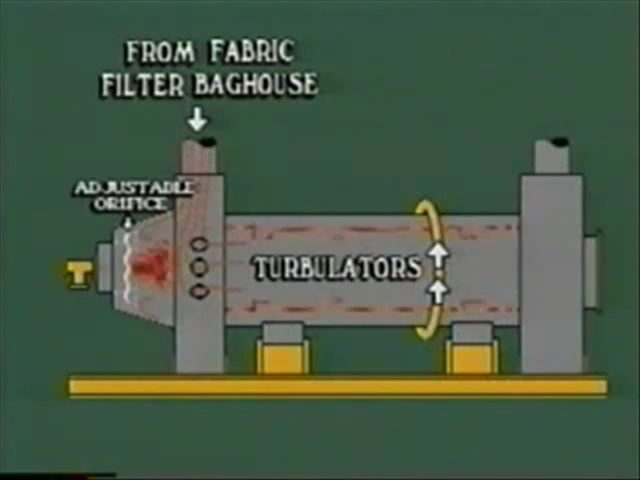 FROM FABRIC
FILTER BAGHOUSE
ADJUSTABLE
ORIFICE
TURBULATORS